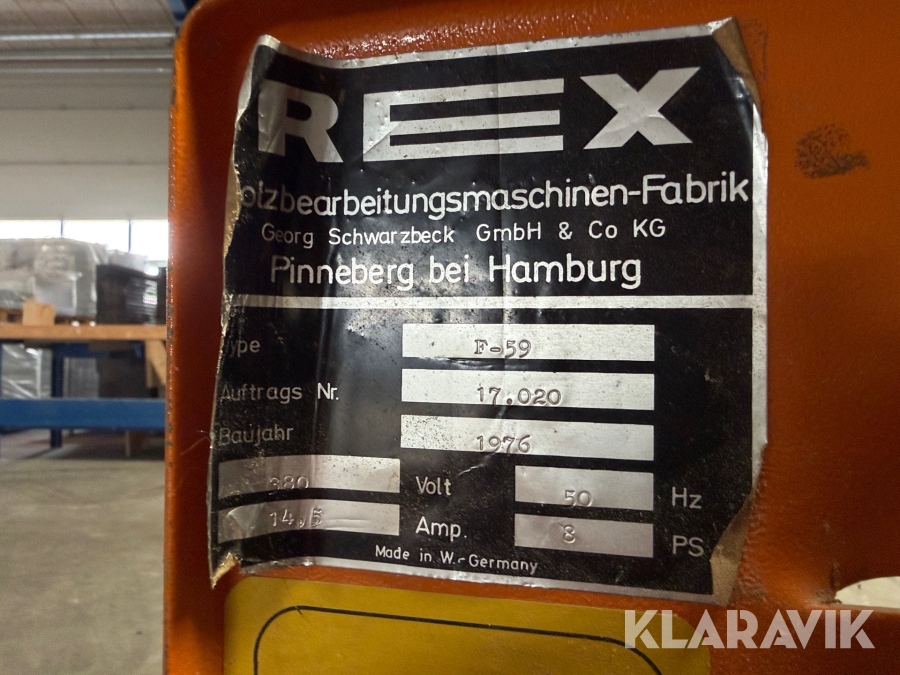 REX
olzbearbeitungsmaschinen-Fabrik
Georg Schwarzbeck GmbH & Co KG
Pinneberg bei Hamburg
Type F-59
Auftrags Nr. 17.020
Baujahr 1976
380 Volt 50 Hz
14,5 Amp. 8 PS
Made in W.-Germany
KLARAVIK